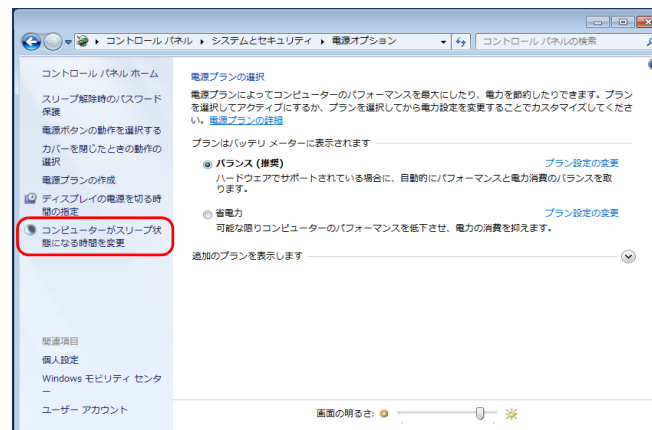 コントロール パネル ▸ システムとセキュリティ ▸ 電源オプション
コントロール パネルの検索
コントロール パネル ホーム
スリープ解除時のパスワード
保護
電源ボタンの動作を選択する
カバーを閉じたときの動作の
選択
電源プランの作成
ディスプレイの電源を切る時
間の指定
コンピューターがスリープ状
態になる時間を変更
関連項目
個人設定
Windows モビリティ センタ
ー
ユーザー アカウント
電源プランの選択
電源プランによってコンピューターのパフォーマンスを最大にしたり、電力を節約したりできます。プラン
を選択してアクティブにするか、プランを選択してから電力設定を変更することでカスタマイズしてくださ
い。電源プランの詳細
プランはバッテリ メーターに表示されます
バランス (推奨) プラン設定の変更
ハードウェアでサポートされている場合に、自動的にパフォーマンスと電力消費のバランスを取
ります。
省電力 プラン設定の変更
可能な限りコンピューターのパフォーマンスを低下させ、電力の消費を抑えます。
追加のプランを表示します
画面の明るさ: